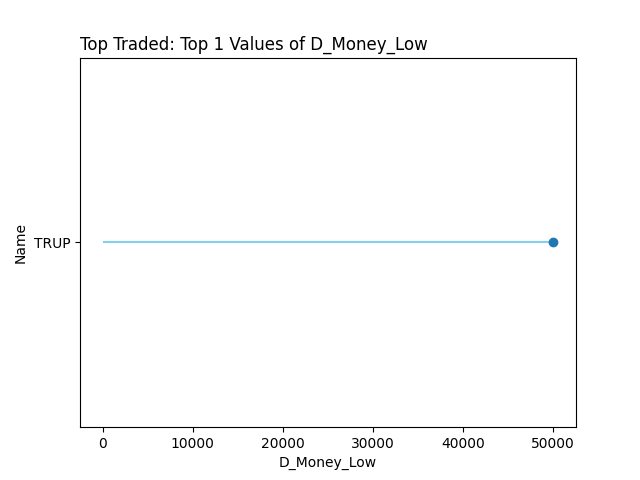 Top Traded: Top 1 Values of D_Money_Low
Name
TRUP
0 10000 20000 30000 40000 50000
D_Money_Low